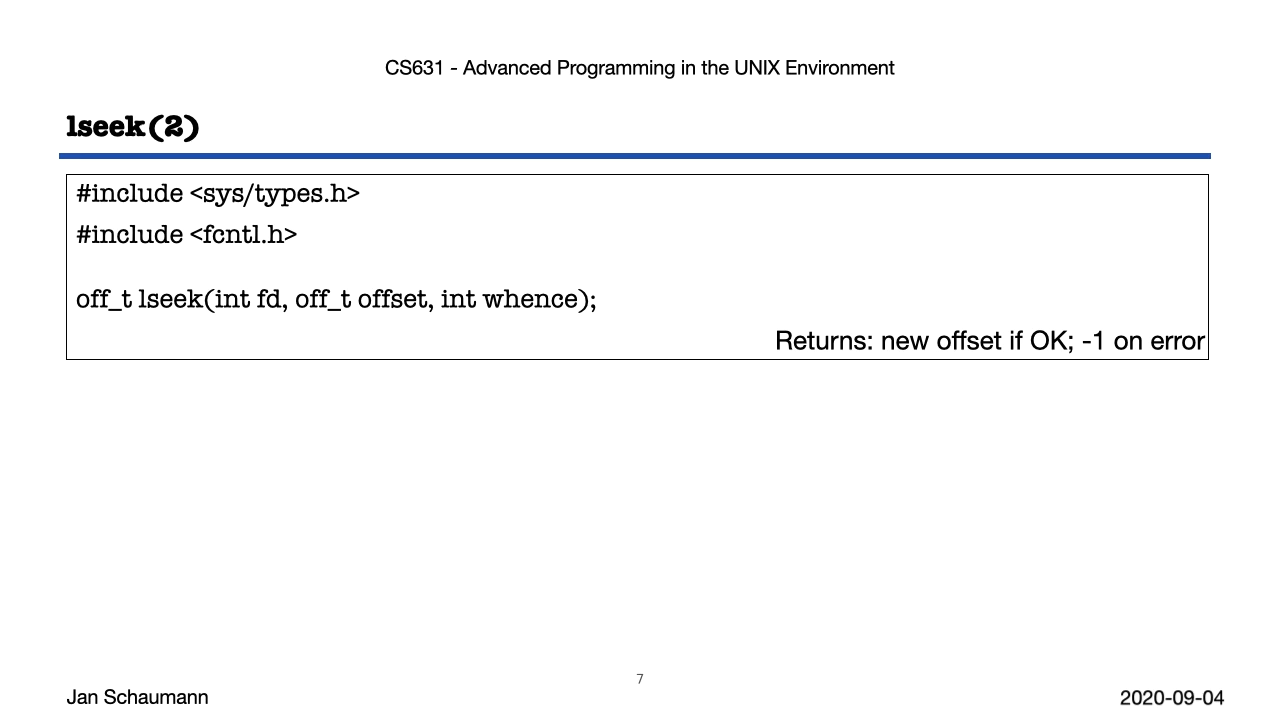 CS631 - Advanced Programming in the UNIX Environment
lseek(2)
#include <sys/types.h>
#include <fcntl.h>
off_t lseek(int fd, off_t offset, int whence);
Returns: new offset if OK; -1 on error
7
Jan Schaumann
2020-09-04